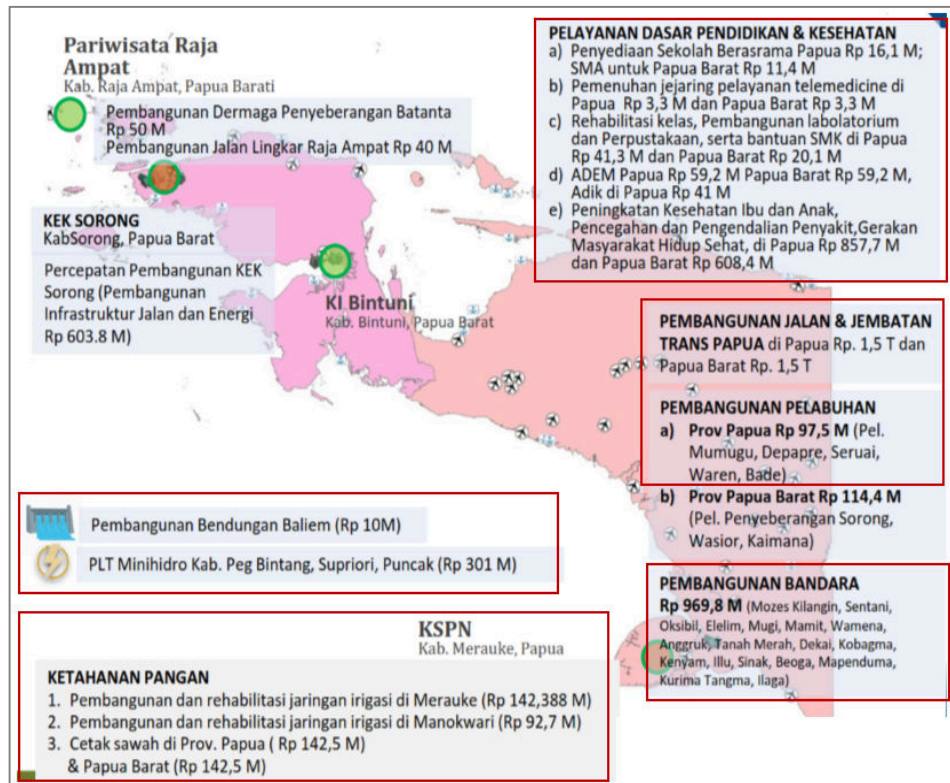 Pariwisata Raja
Ampat
Kab. Raja Ampat, Papua Barati
Pembangunan Dermaga Penyeberangan Batanta
Rp 50 M
Pembangunan Jalan Lingkar Raja Ampat Rp 40 M
KEK SORONG
KabSorong, Papua Barat
Percepatan Pembangunan KEK
Sorong (Pembangunan
Infrastruktur Jalan dan Energi
Rp 603.8 M)
KI Bintuni
Kab. Bintuni, Papua Barat
PELAYANAN DASAR PENDIDIKAN & KESEHATAN
a) Penyediaan Sekolah Berasrama Papua Rp 16,1 M;
SMA untuk Papua Barat Rp 11,4 M
b) Pemenuhan jejaring pelayanan telemedicine di
Papua Rp 3,3 M dan Papua Barat Rp 3,3 M
c) Rehabilitasi kelas, Pembangunan labolatorium
dan Perpustakaan, serta bantuan SMK di Papua
Rp 41,3 M dan Papua Barat Rp 20,1 M
d) ADEM Papua Rp 59,2 M Papua Barat Rp 59,2 M,
Adik di Papua Rp 41 M
e) Peningkatan Kesehatan Ibu dan Anak,
Pencegahan dan Pengendalian Penyakit,Gerakan
Masyarakat Hidup Sehat, di Papua Rp 857,7 M
dan Papua Barat Rp 608,4 M
PEMBANGUNAN JALAN & JEMBATAN
TRANS PAPUA di Papua Rp. 1,5 T dan
Papua Barat Rp. 1,5 T
PEMBANGUNAN PELABUHAN
a) Prov Papua Rp 97,5 M (Pel.
Mumugu, Depapre, Seruai,
Waren, Bade)
b) Prov Papua Barat Rp 114,4 M
(Pel. Penyeberangan Sorong,
Wasior, Kaimana)
PEMBANGUNAN BANDARA
Rp 969,8 M (Mozes Kilangin, Sentani,
Oksibil, Elelim, Mugi, Mamit, Wamena,
Anggruk, Tanah Merah, Dekai, Kobagma,
Kenyam, Illu, Sinak, Beoga, Mapenduma,
Kurima Tangma, Ilaga)
Pembangunan Bendungan Baliem (Rp 10M)
PLT Minihidro Kab. Peg Bintang, Supriori, Puncak (Rp 301 M)
KSPN
Kab. Merauke, Papua
KETAHANAN PANGAN
1. Pembangunan dan rehabilitasi jaringan irigasi di Merauke (Rp 142,388 M)
2. Pembangunan dan rehabilitasi jaringan irigasi di Manokwari (Rp 92,7 M)
3. Cetak sawah di Prov. Papua ( Rp 142,5 M)
& Papua Barat (Rp 142,5 M)